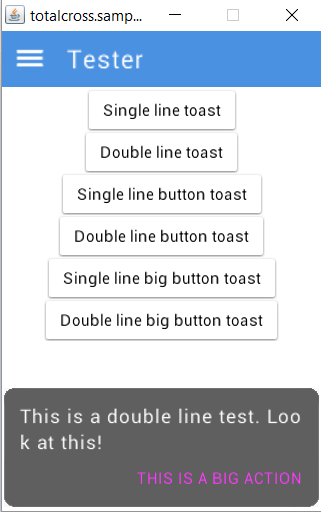 totalcross.samp...
Tester
Single line toast
Double line toast
Single line button toast
Double line button toast
Single line big button toast
Double line big button toast
This is a double line test. Loo
k at this!
THIS IS A BIG ACTION